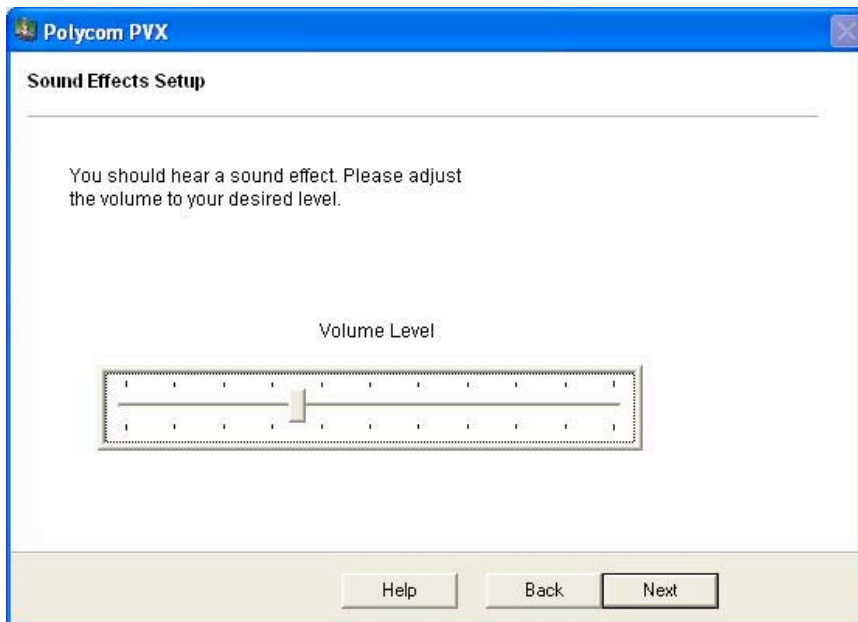 Polycom PVX
Sound Effects Setup
You should hear a sound effect. Please adjust
the volume to your desired level.
Volume Level
Help
Back
Next